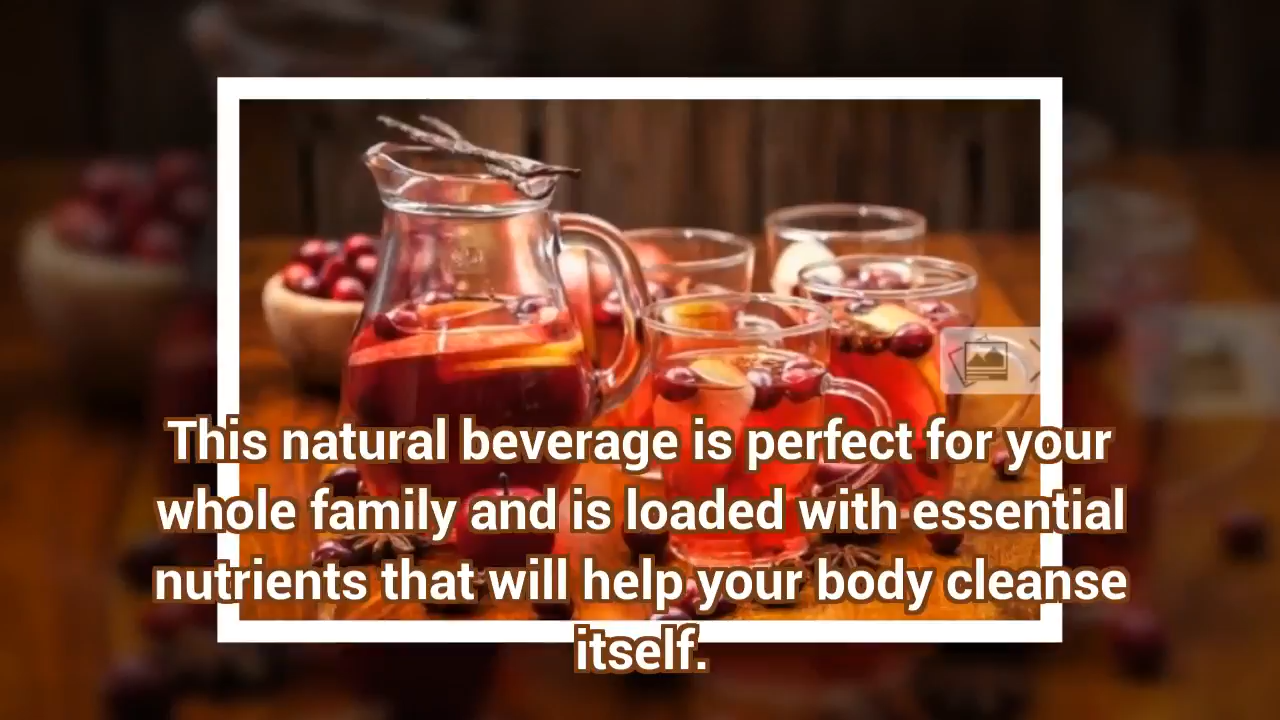 This natural beverage is perfect for your
whole family and is loaded with essential
nutrients that will help your body cleanse
itself.